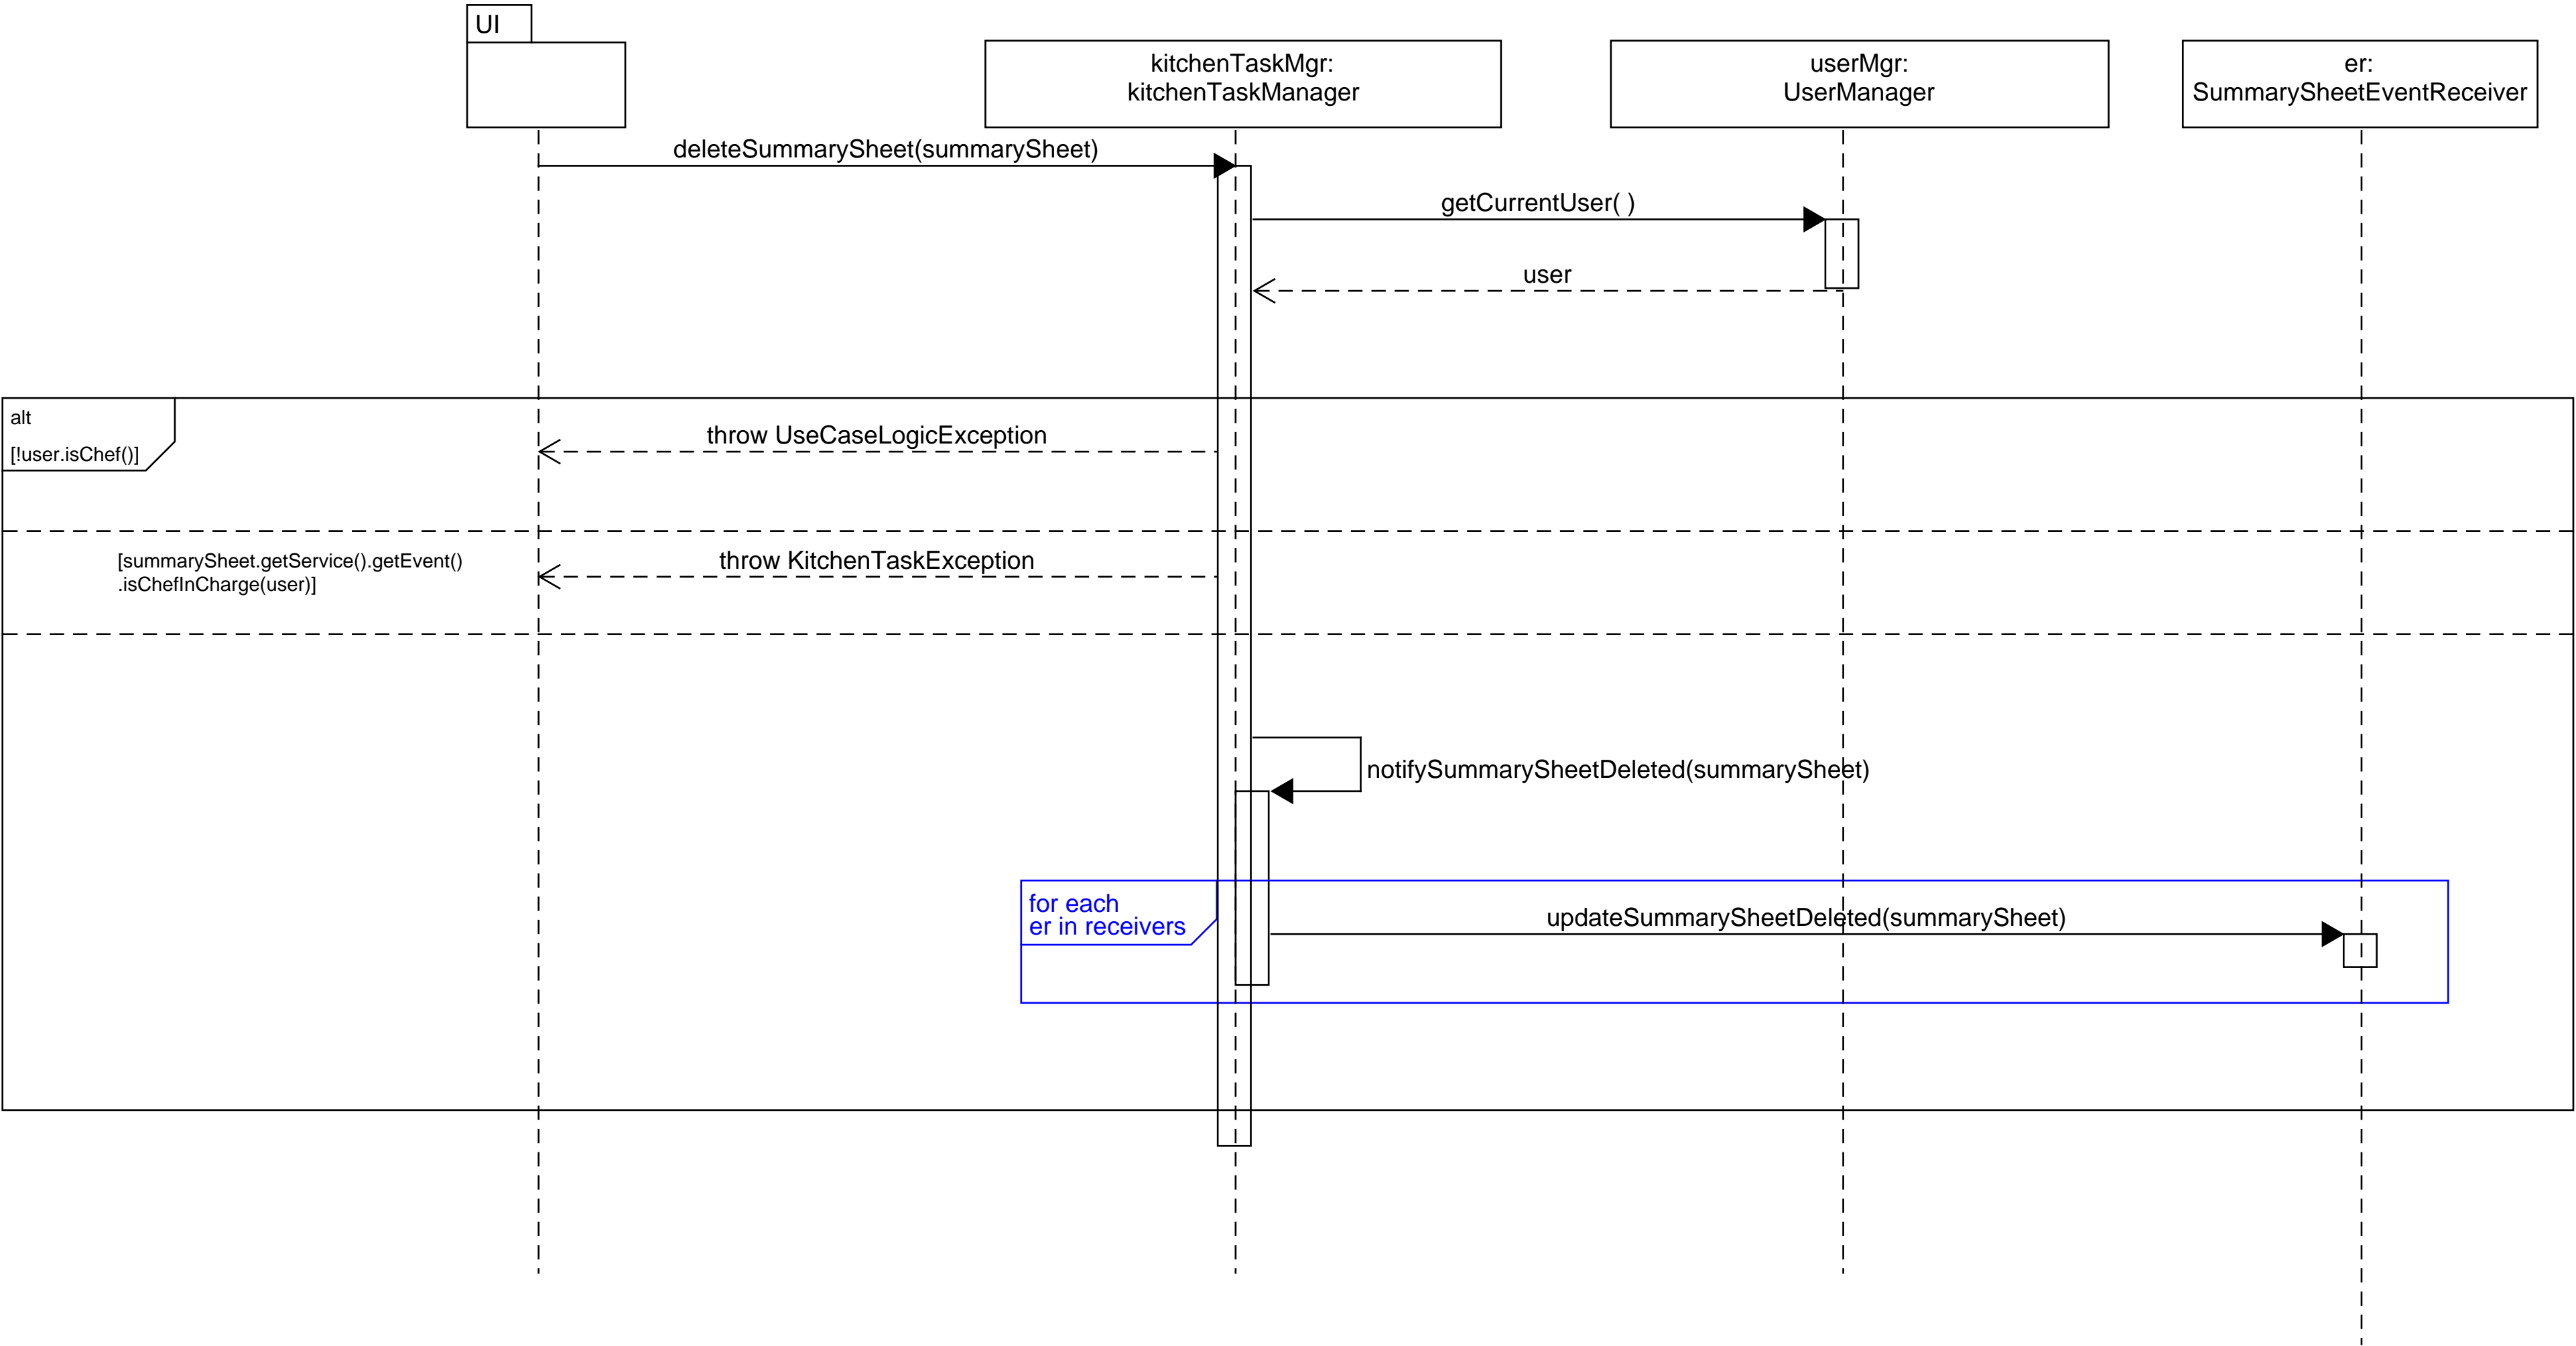 UI
kitchenTaskMgr:
kitchenTaskManager
userMgr:
UserManager
er:
SummarySheetEventReceiver
deleteSummarySheet(summarySheet)
getCurrentUser( )
user
alt
[!user.isChef()]
throw UseCaseLogicException
[summarySheet.getService().getEvent()
.isChefInCharge(user)]
throw KitchenTaskException
notifySummarySheetDeleted(summarySheet)
for each
er in receivers
updateSummarySheetDeleted(summarySheet)